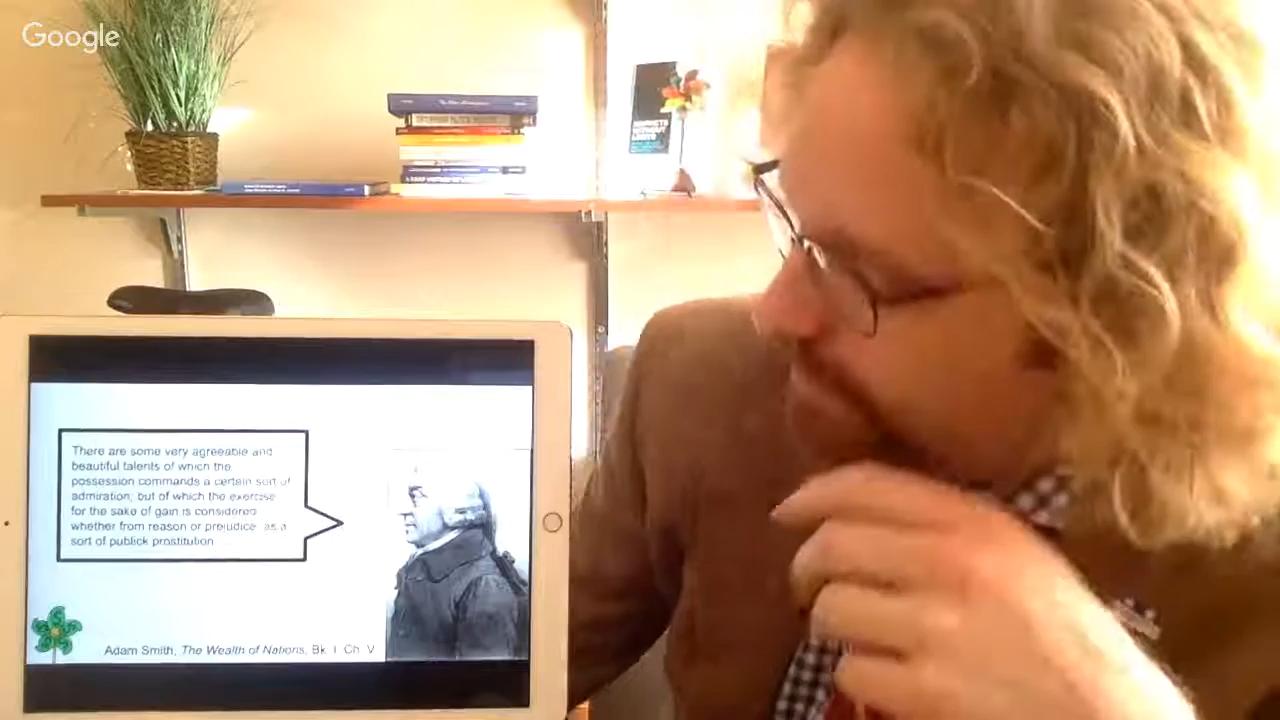 Google
There are some very agreeable and
beautiful talents of which the
possession commands a certain sort of
admiration; but of which the exercise
for the sake of gain is considered
whether from reason or prejudice, as a
sort of publick prostitution
Adam Smith, The Wealth of Nations, Bk. I Ch. V